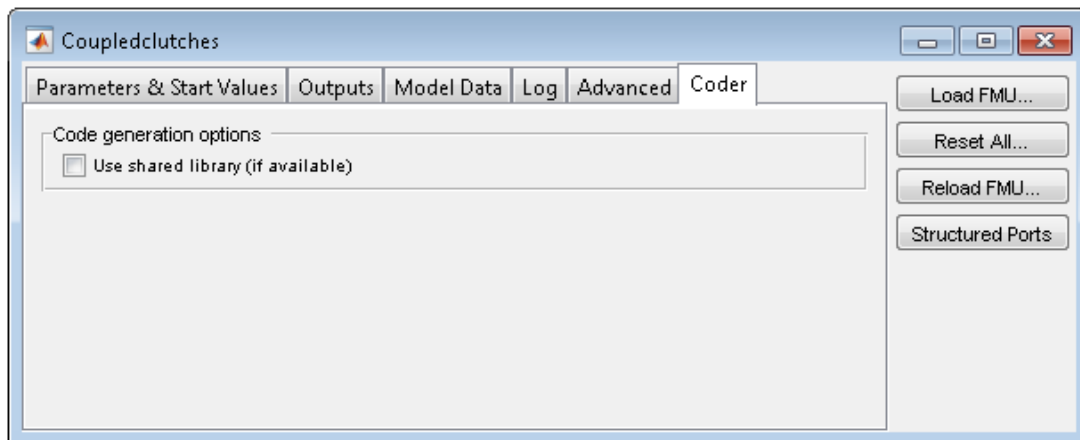 Coupledclutches
Parameters & Start Values Outputs Model Data Log Advanced Coder
Load FMU...
Code generation options
Reset All...
Use shared library (if available)
Reload FMU...
Structured Ports